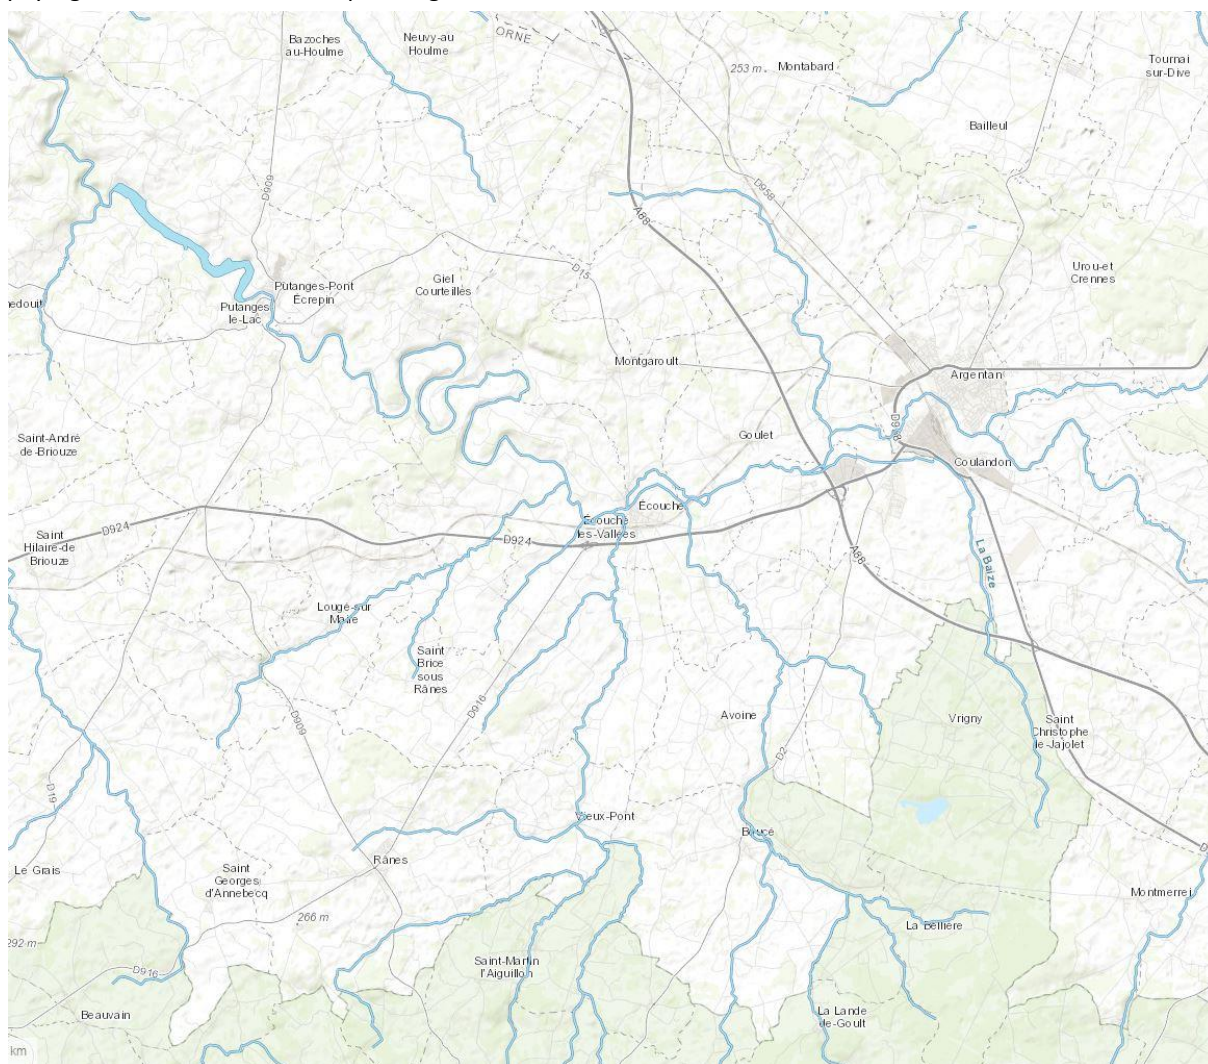 Bazoches
au-Houlme
Neuvy-au
Houlme
ORNE
253 m
Montabard
Tournai
sur-Dive
Bailleul
D909
D958
A88
D15
Urou-et
Crennes
Giel
Courteilles
Putanges-Pont
Écrepin
Putanges
le-Lac
nedouit
Montgaroult
Argentan
Saint-André
de-Briouze
Goulet
Coulandon
Écouché
Écouché
les-Vallées
D924
D924
Saint
Hilaire-de
Briouze
A88
La Baize
Lougé-sur
Maire
Saint
Brice
sous
Rânes
D916
D909
Avoine
D2
Vrigny
Saint
Christophe
le-Jajolet
D19
Vieux-Pont
Boucé
Rânes
Le Grais
Saint
Georges
d'Annebecq
266 m
Montmerrei
La Bellière
292 m
D916
Saint-Martin
l'Aiguillon
Beauvain
La Lande
de-Goult
km